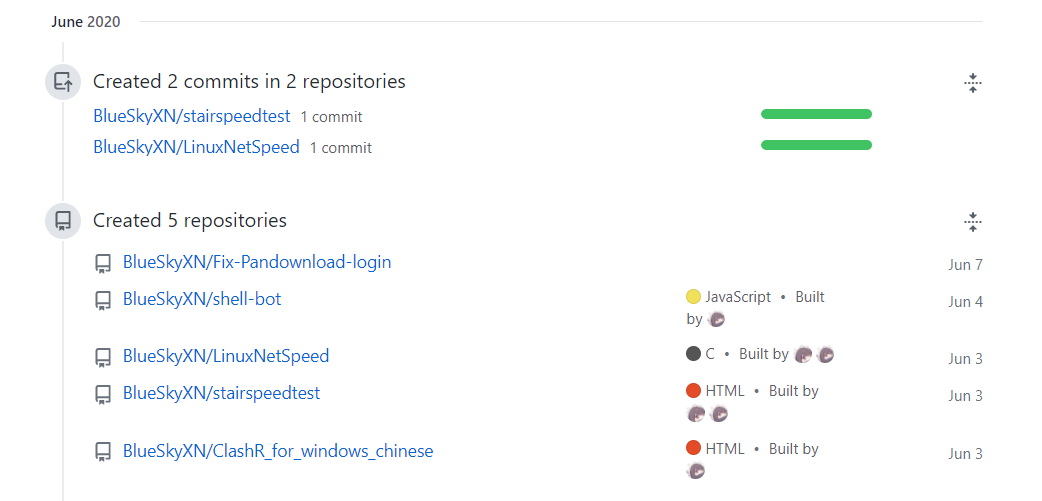 June 2020
Created 2 commits in 2 repositories
BlueSkyXN/stairspeedtest 1 commit
BlueSkyXN/LinuxNetSpeed 1 commit
Created 5 repositories
BlueSkyXN/Fix-Pandownload-login Jun 7
BlueSkyXN/shell-bot JavaScript • Built Jun 4
by
BlueSkyXN/LinuxNetSpeed C • Built by Jun 3
BlueSkyXN/stairspeedtest HTML • Built by Jun 3
BlueSkyXN/ClashR_for_windows_chinese HTML • Built by Jun 3